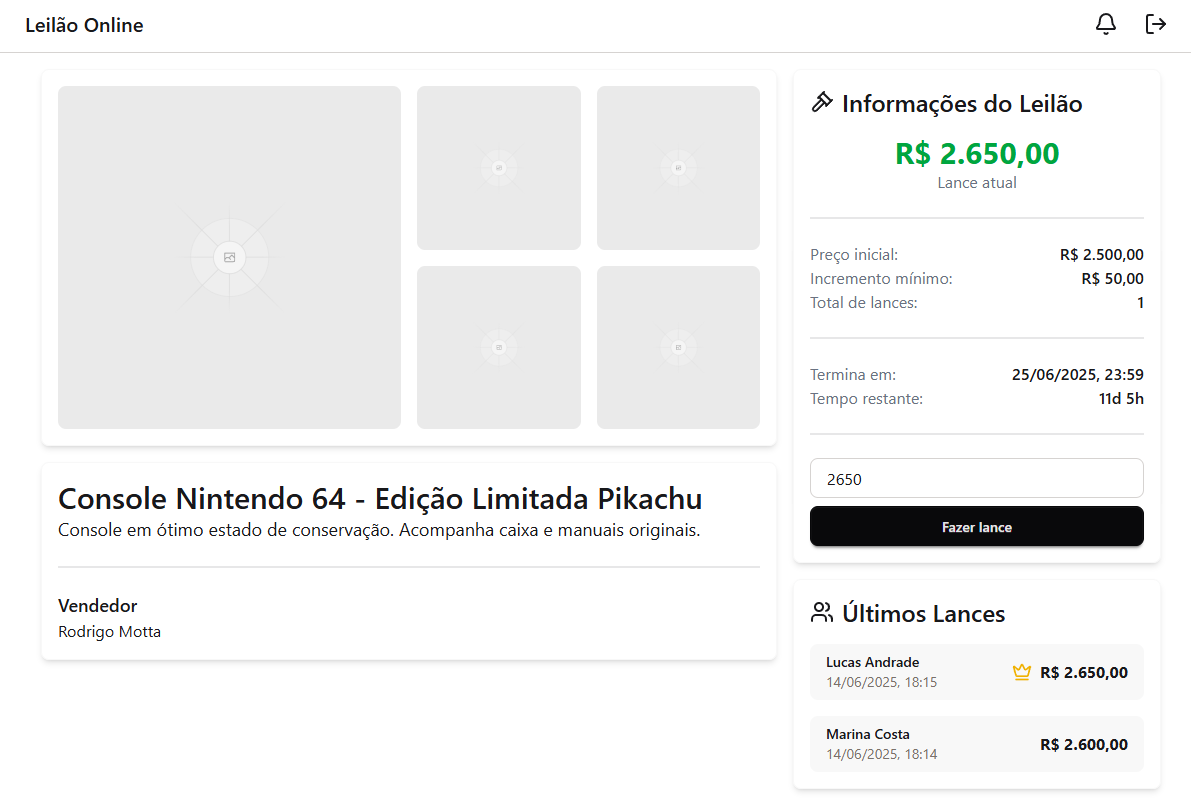 Leilão Online
Console Nintendo 64 - Edição Limitada Pikachu
Console em ótimo estado de conservação. Acompanha caixa e manuais originais.
Vendedor
Rodrigo Motta
Informações do Leilão
R$ 2.650,00
Lance atual
Preço inicial: R$ 2.500,00
Incremento mínimo: R$ 50,00
Total de lances: 1
Termina em: 25/06/2025, 23:59
Tempo restante: 11d 5h
2650
Fazer lance
Últimos Lances
Lucas Andrade
14/06/2025, 18:15
R$ 2.650,00
Marina Costa
14/06/2025, 18:14
R$ 2.600,00